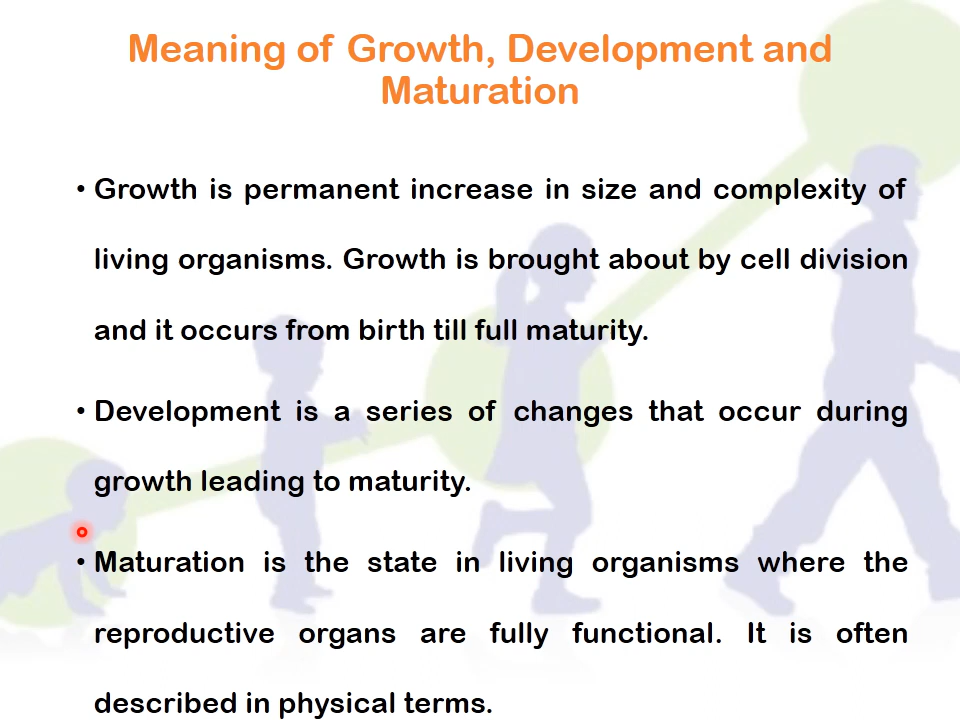 Meaning of Growth, Development and
Maturation
• Growth is permanent increase in size and complexity of
living organisms. Growth is brought about by cell division
and it occurs from birth till full maturity.
• Development is a series of changes that occur during
growth leading to maturity.
• Maturation is the state in living organisms where the
reproductive organs are fully functional. It is often
described in physical terms.